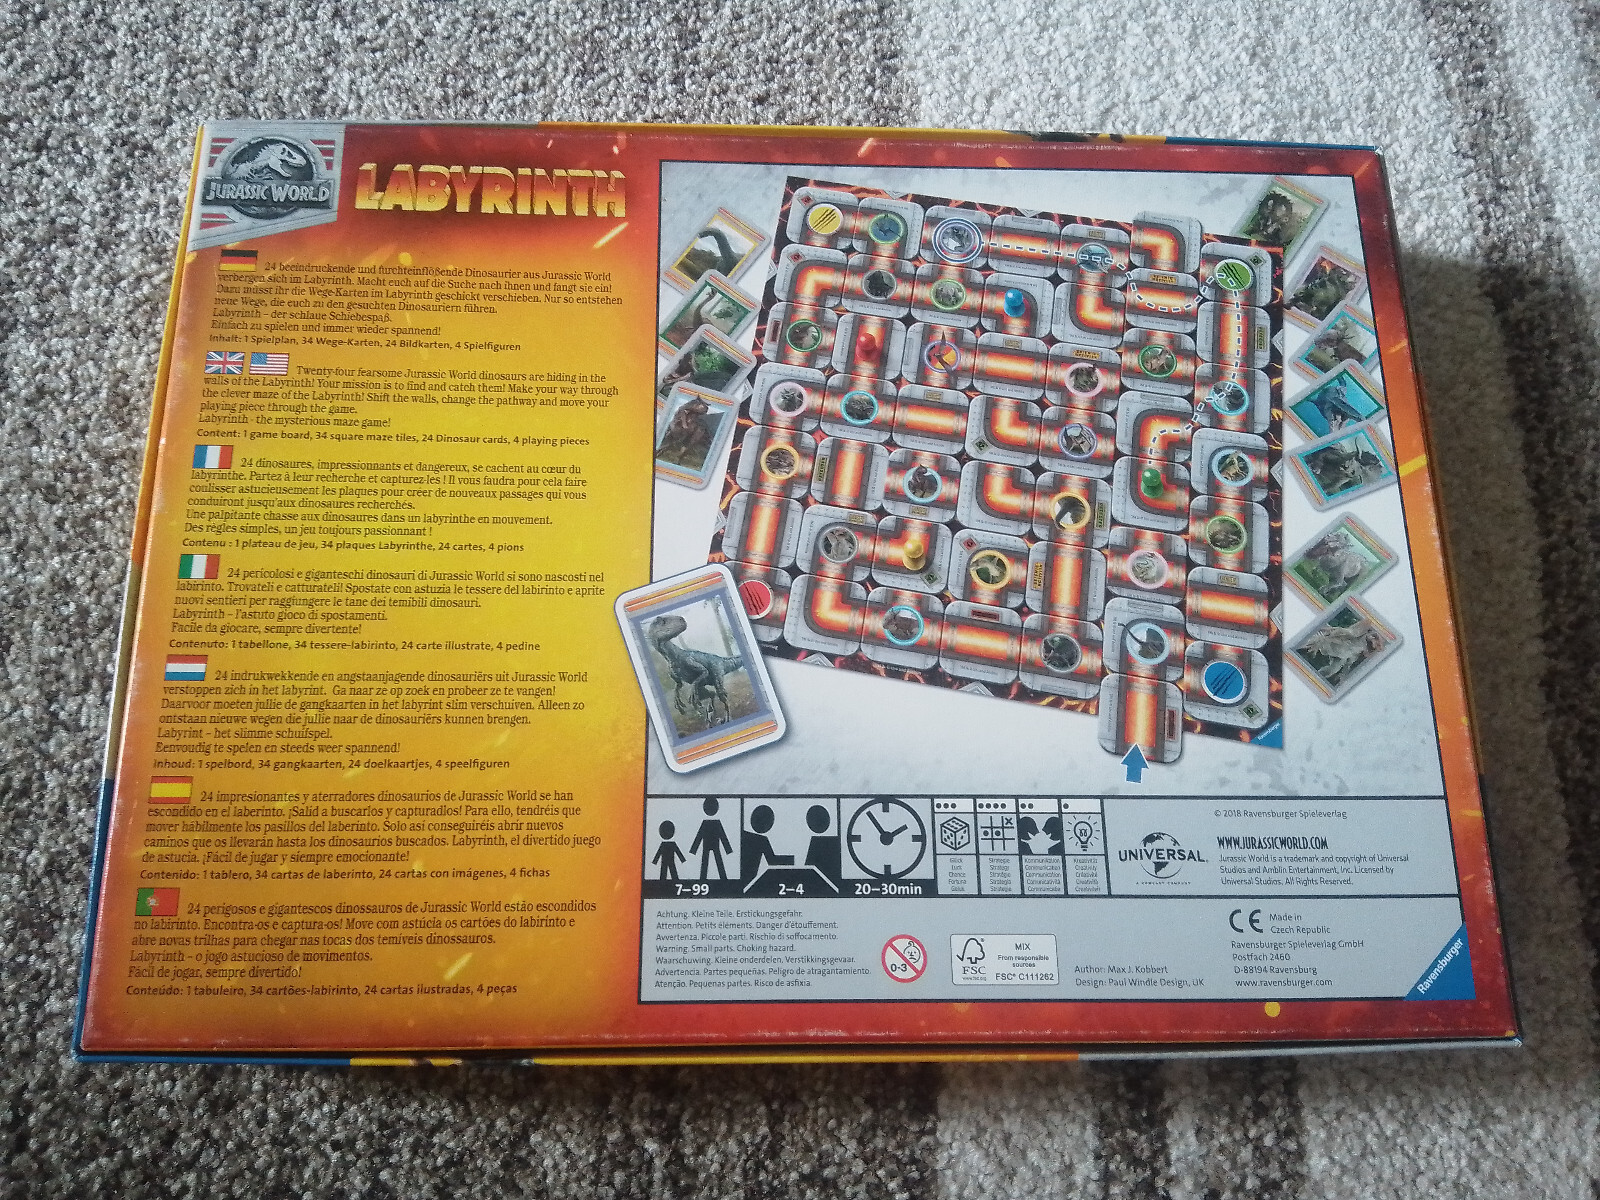 JURASSIC WORLD
LABYRINTH
24 beeindruckende und furchteinflößende Dinosaurier aus Jurassic World
verbergen sich im Labyrinth. Macht euch auf die Suche nach ihnen und fangt sie ein!
Dazu müsst ihr die Wege-Karten im Labyrinth geschickt verschieben. Nur so entstehen
neue Wege, die euch zu den gesuchten Dinosauriern führen.
Labyrinth – der schlaue Schiebespaß.
Einfach zu spielen und immer wieder spannend!
Inhalt: 1 Spielplan, 34 Wege-Karten, 24 Bildkarten, 4 Spielfiguren
Twenty-four fearsome Jurassic World dinosaurs are hiding in the
walls of the Labyrinth! Your mission is to find and catch them! Make your way through
the clever maze of the Labyrinth! Shift the walls, change the pathway and move your
playing piece through the game.
Labyrinth - the mysterious maze game!
Content: 1 game board, 34 square maze tiles, 24 Dinosaur cards, 4 playing pieces
24 dinosaures, impressionnants et dangereux, se cachent au cœur du
labyrinthe. Partez à leur recherche et capturez-les ! Il vous faudra pour cela faire
coulisser astucieusement les plaques pour créer de nouveaux passages qui vous
conduiront jusqu'aux dinosaures recherchés.
Une palpitante chasse aux dinosaures dans un labyrinthe en mouvement.
Des règles simples, un jeu toujours passionnant !
Contenu : 1 plateau de jeu, 34 plaques Labyrinthe, 24 cartes, 4 pions
24 pericolosi e giganteschi dinosauri di Jurassic World si sono nascosti nel
labirinto. Trovateli e catturateli! Spostate con astuzia le tessere del labirinto e aprite
nuovi sentieri per raggiungere le tane dei temibili dinosauri.
Labyrinth – l'astuto gioco di spostamenti.
Facile da giocare, sempre divertente!
Contenuto: 1 tabellone, 34 tessere-labirinto, 24 carte illustrate, 4 pedine
24 indrukwekkende en angstaanjagende dinosauriërs uit Jurassic World
verstoppen zich in het labyrint. Ga naar ze op zoek en probeer ze te vangen!
Daarvoor moeten jullie de gangkaarten in het labyrint slim verschuiven. Alleen zo
ontstaan nieuwe wegen die jullie naar de dinosauriërs kunnen brengen.
Labyrint – het slimme schuifspel.
Eenvoudig te spelen en steeds weer spannend!
Inhoud: 1 spelbord, 34 gangkaarten, 24 doelkaartjes, 4 speelfiguren
24 impresionantes y aterradores dinosaurios de Jurassic World se han
escondido en el laberinto. ¡Salid a buscarlos y capturadlos! Para ello, tendréis que
mover hábilmente los pasillos del laberinto. Solo así conseguiréis abrir nuevos
caminos que os llevarán hasta los dinosaurios buscados. Labyrinth, el divertido juego
de astucia. ¡Fácil de jugar y siempre emocionante!
Contenido: 1 tablero, 34 cartas de laberinto, 24 cartas con imágenes, 4 fichas
24 perigosos e gigantescos dinossauros de Jurassic World estão escondidos
no labirinto. Encontra-os e captura-os! Move com astúcia os cartões do labirinto e
abre novas trilhas para chegar nas tocas dos temíveis dinossauros.
Labyrinth – o jogo astucioso de movimentos.
Fácil de jogar, sempre divertido!
Conteúdo: 1 tabuleiro, 34 cartões-labirinto, 24 cartas ilustradas, 4 peças
Ravensburger
7–99
2–4
20–30min
UNIVERSAL
© 2018 Ravensburger Spieleverlag
WWW.JURASSICWORLD.COM
Jurassic World is a trademark and copyright of Universal
Studios and Amblin Entertainment, Inc. Licensed by
Universal Studios. All Rights Reserved.
Achtung. Kleine Teile. Erstickungsgefahr.
Attention. Petits éléments. Danger d'étouffement.
Avvertenza. Piccole parti. Rischio di soffocamento.
Warning. Small parts. Choking hazard.
Waarschuwing. Kleine onderdelen. Verstikkingsgevaar.
Advertencia. Partes pequeñas. Peligro de atragantamiento.
Atenção. Pequenas partes. Risco de asfixia.
0-3
FSC
MIX
From responsible
sources
FSC® C111262
Author: Max J. Kobbert
Design: Paul Windle Design, UK
CE
Made in
Czech Republic
Ravensburger Spieleverlag GmbH
Postfach 2460
D-88194 Ravensburg
www.ravensburger.com
Ravensburger